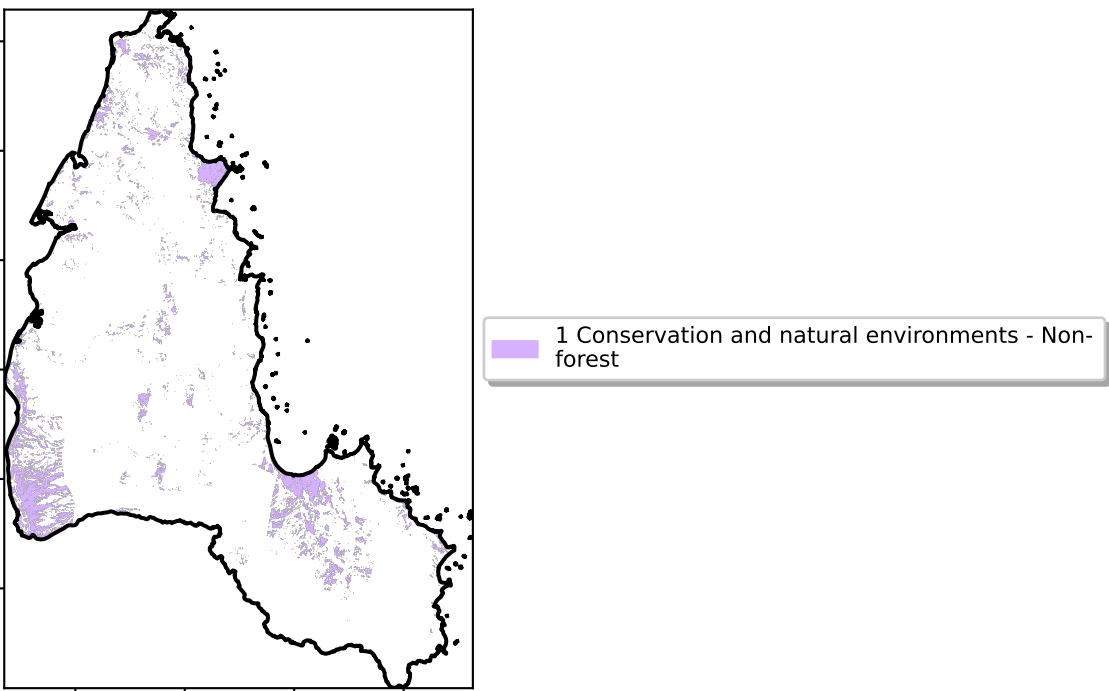 1 Conservation and natural environments - Non-
forest